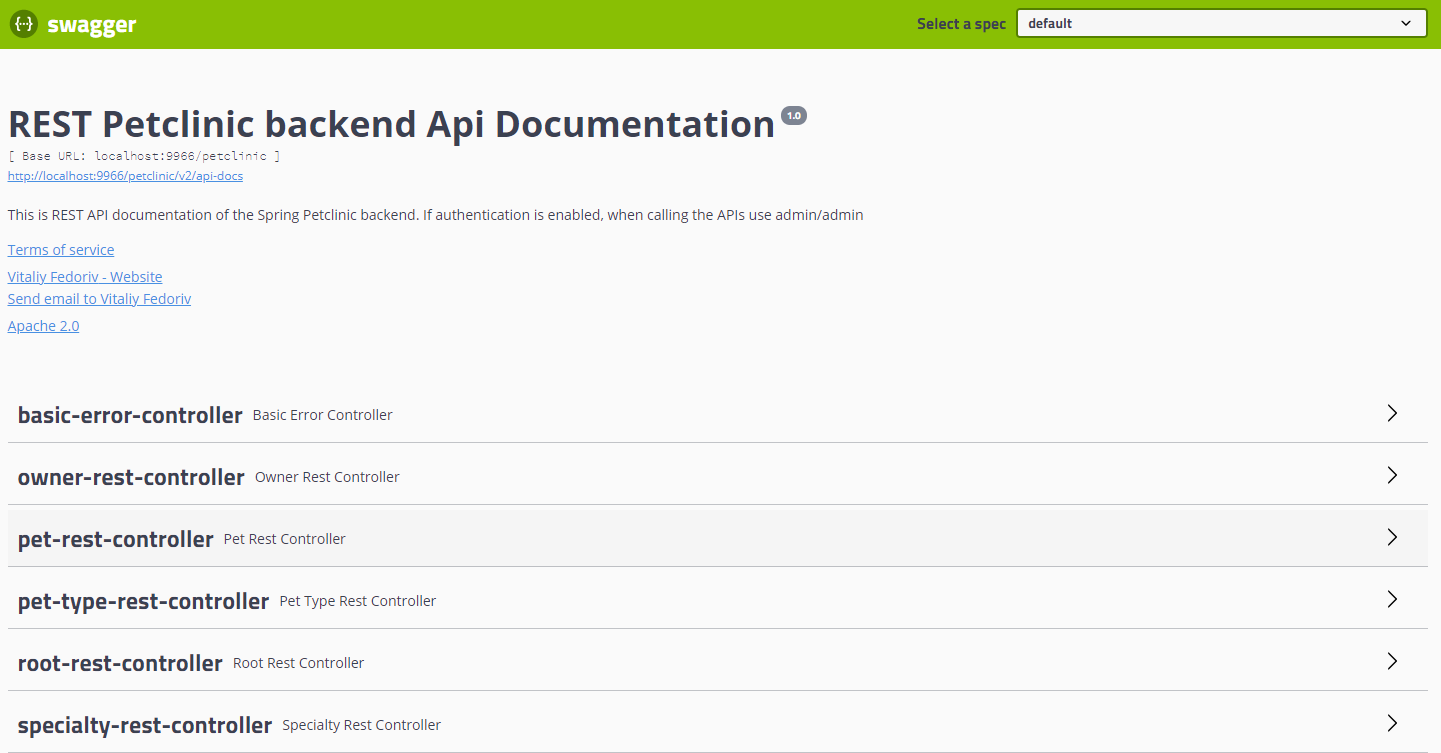 {···} swagger Select a spec default
REST Petclinic backend Api Documentation 1.0
[ Base URL: localhost:9966/petclinic ]
http://localhost:9966/petclinic/v2/api-docs
This is REST API documentation of the Spring Petclinic backend. If authentication is enabled, when calling the APIs use admin/admin
Terms of service
Vitaliy Fedoriv - Website
Send email to Vitaliy Fedoriv
Apache 2.0
basic-error-controller Basic Error Controller
owner-rest-controller Owner Rest Controller
pet-rest-controller Pet Rest Controller
pet-type-rest-controller Pet Type Rest Controller
root-rest-controller Root Rest Controller
specialty-rest-controller Specialty Rest Controller